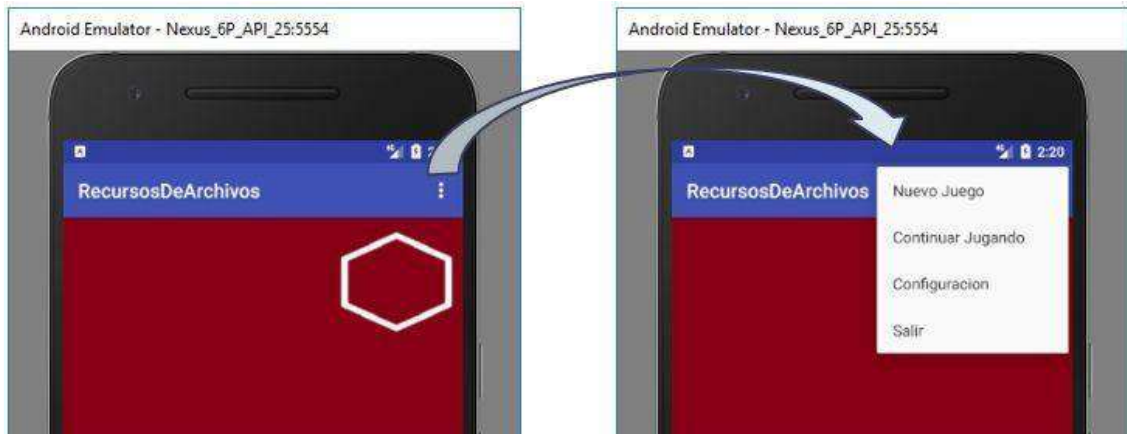 Android Emulator - Nexus_6P_API_25:5554
RecursosDeArchivos
Android Emulator - Nexus_6P_API_25:5554
2:20
RecursosDeArchivos
Nuevo Juego
Continuar Jugando
Configuracion
Salir